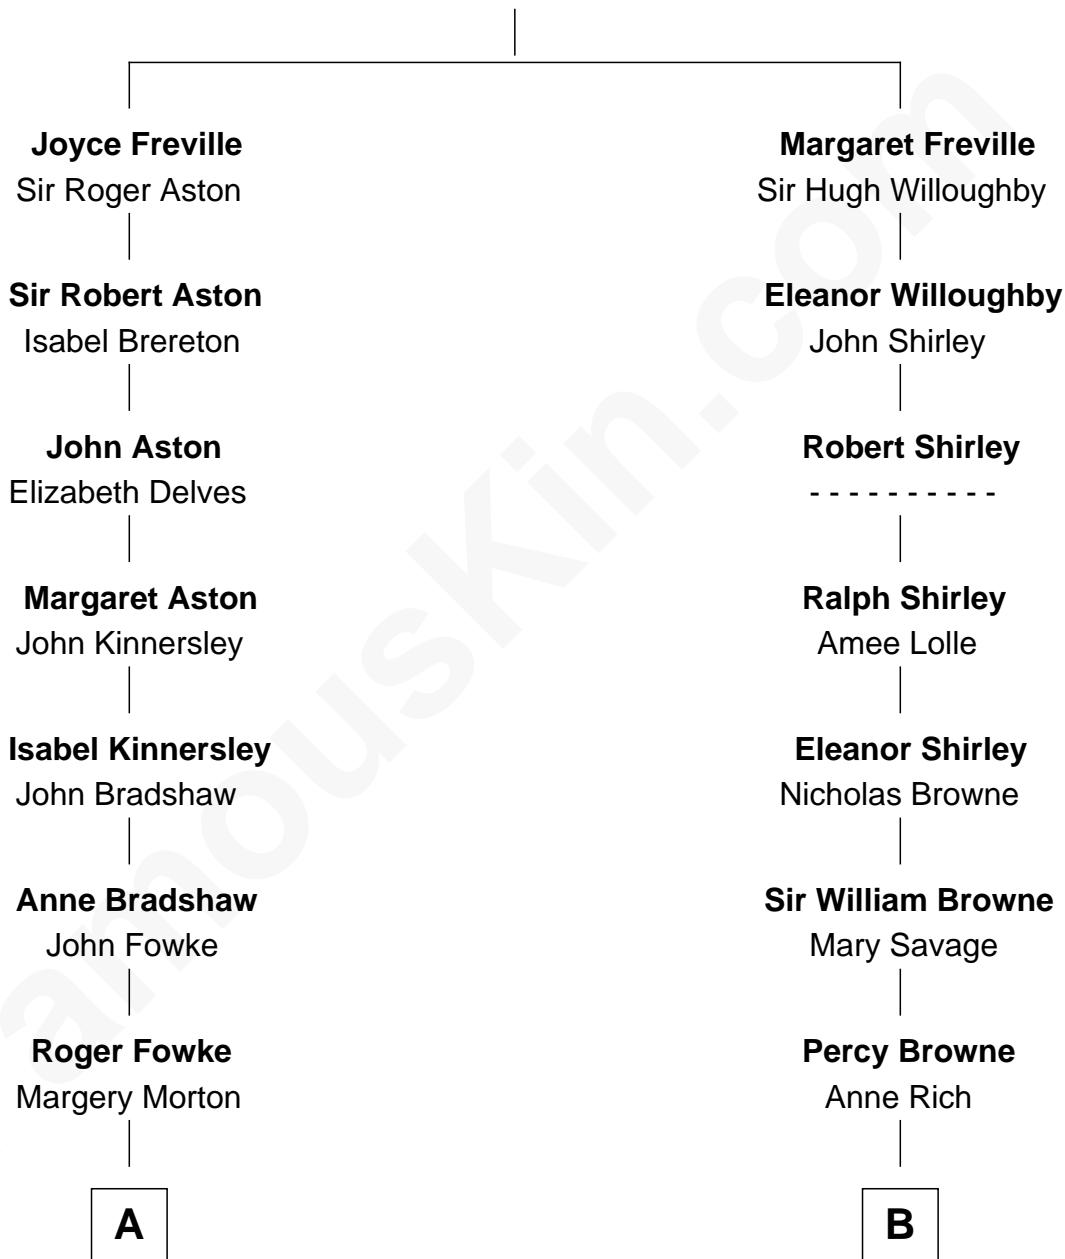 Joyce Freville
Sir Roger Aston
Sir Robert Aston
Isabel Brereton
John Aston
Elizabeth Delves
Margaret Aston
John Kinnersley
Isabel Kinnersley
John Bradshaw
Anne Bradshaw
John Fowke
Roger Fowke
Margery Morton
A
Margaret Freville
Sir Hugh Willoughby
Eleanor Willoughby
John Shirley
Robert Shirley
- - - - - - - - - -
Ralph Shirley
Amee Lolle
Eleanor Shirley
Nicholas Browne
Sir William Browne
Mary Savage
Percy Browne
Anne Rich
B
amousKin.com